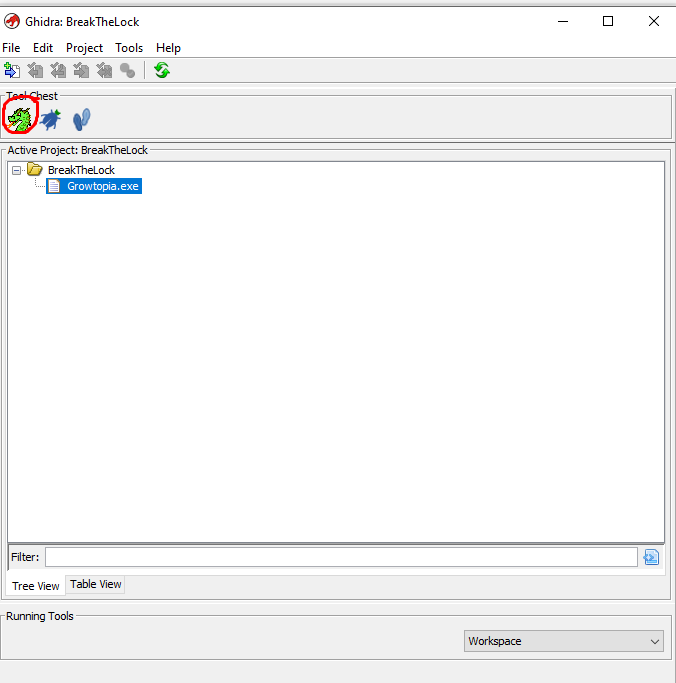 Ghidra: BreakTheLock
File Edit Project Tools Help
Tool Chest
Active Project: BreakTheLock
BreakTheLock
Growtopia.exe
Filter:
Tree View Table View
Running Tools
Workspace